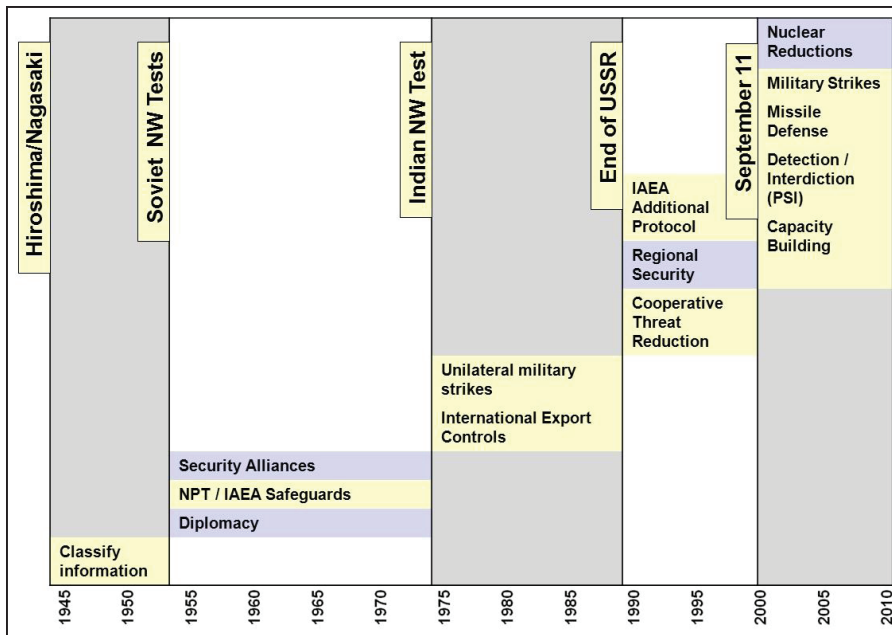 Hiroshima/Nagasaki
Soviet NW Tests
Indian NW Test
End of USSR
September 11
Nuclear
Reductions
Military Strikes
Missile
Defense
Detection /
Interdiction
(PSI)
Capacity
Building
IAEA
Additional
Protocol
Regional
Security
Cooperative
Threat
Reduction
Unilateral military
strikes
International Export
Controls
Security Alliances
NPT / IAEA Safeguards
Diplomacy
Classify
information
1945
1950
1955
1960
1965
1970
1975
1980
1985
1990
1995
2000
2005
2010